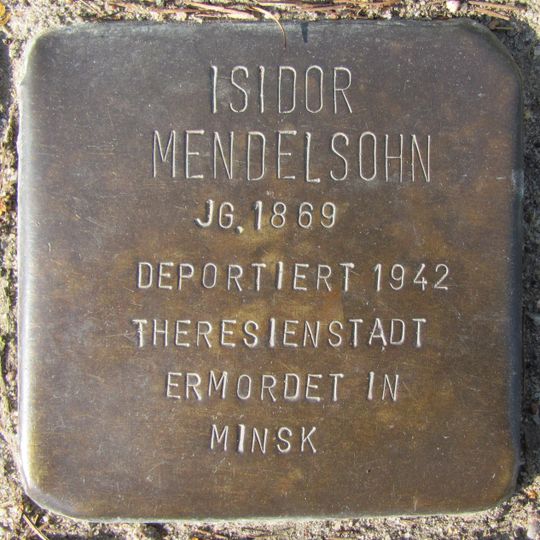 ISIDOR
MENDELSOHN
JG. 1869
DEPORTIERT 1942
THERESIENSTADT
ERMORDET IN
MINSK